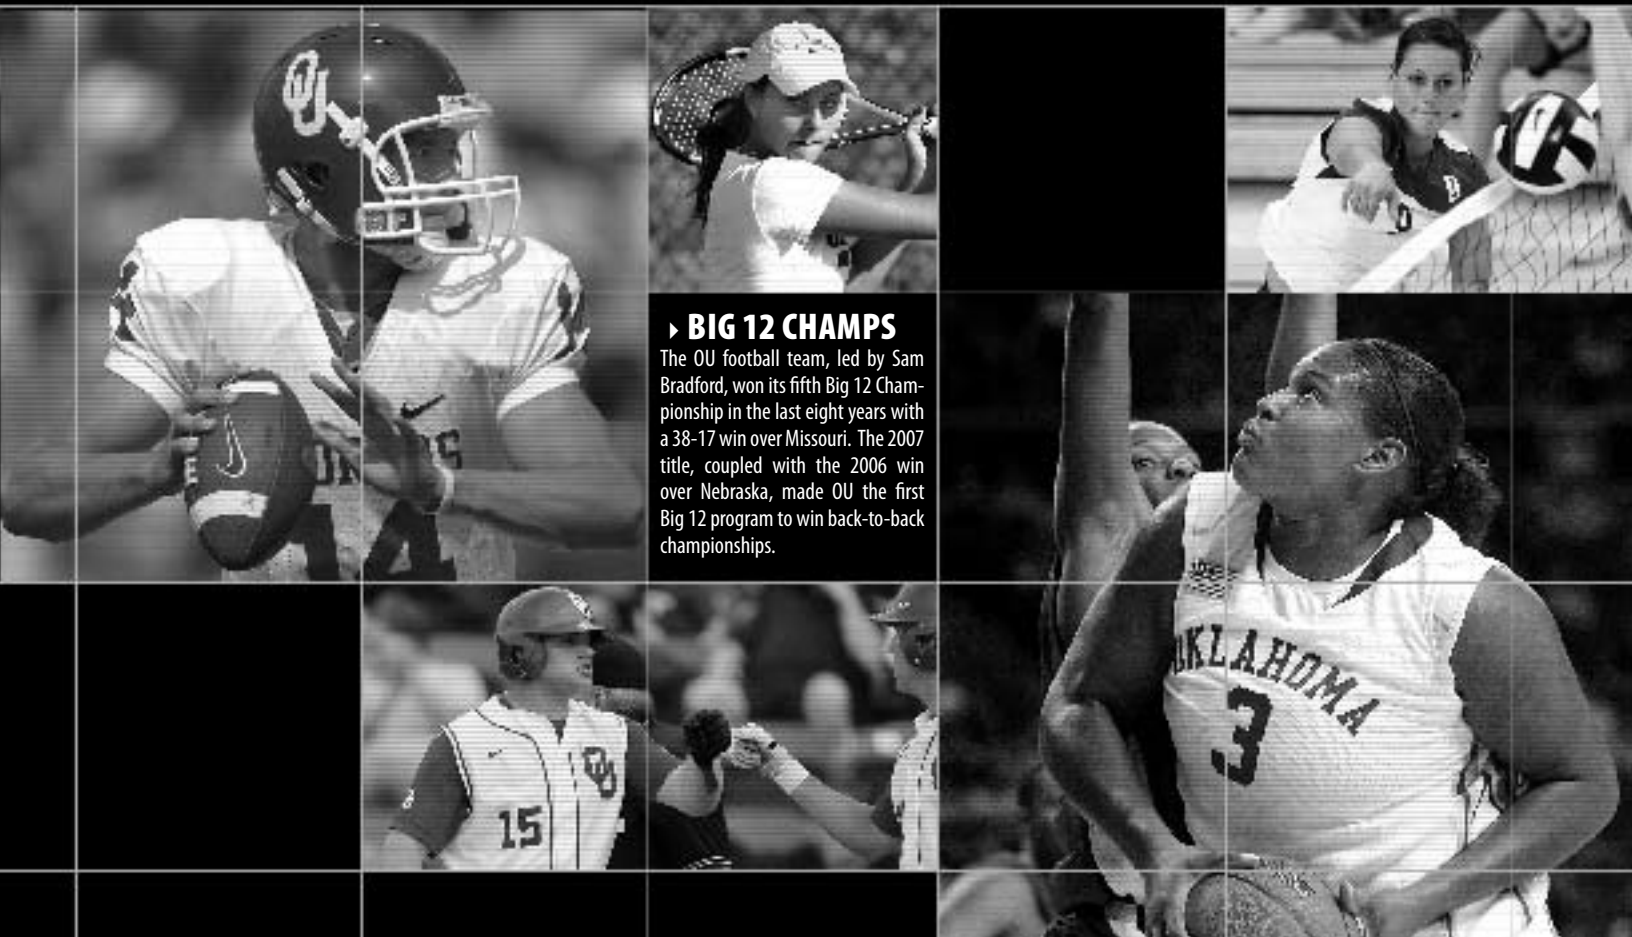 OU
BIG 12 CHAMPS
The OU football team, led by Sam
Bradford, won its fifth Big 12 Cham-
pionship in the last eight years with
a 38-17 win over Missouri. The 2007
title, coupled with the 2006 win
over Nebraska, made OU the first
Big 12 program to win back-to-back
championships.
14
OU
15
OKLAHOMA
3